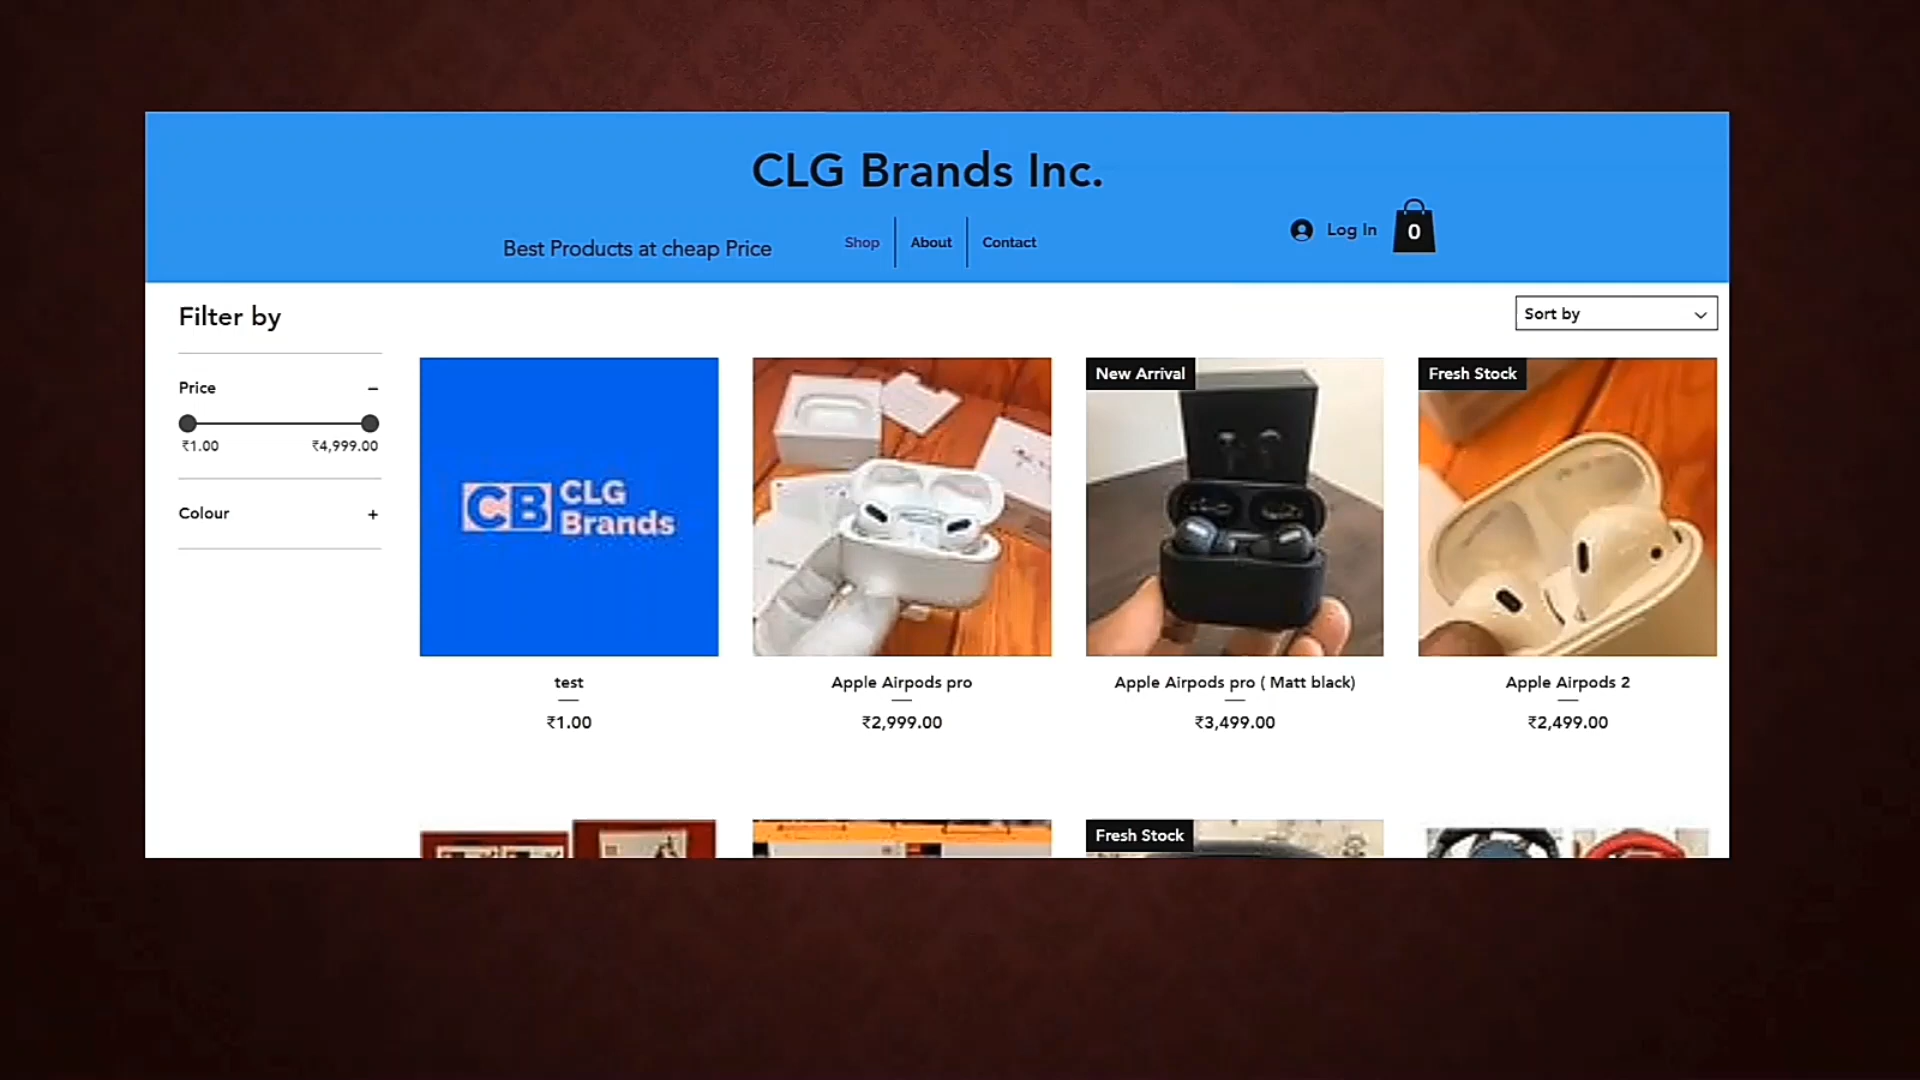 CLG Brands Inc.
Best Products at cheap Price
Shop
About
Contact
Log In
0
Filter by
Sort by
Price
−
₹1.00
₹4,999.00
Colour
+
CB CLG
Brands
New Arrival
Fresh Stock
test
₹1.00
Apple Airpods pro
₹2,999.00
Apple Airpods pro ( Matt black)
₹3,499.00
Apple Airpods 2
₹2,499.00
Fresh Stock